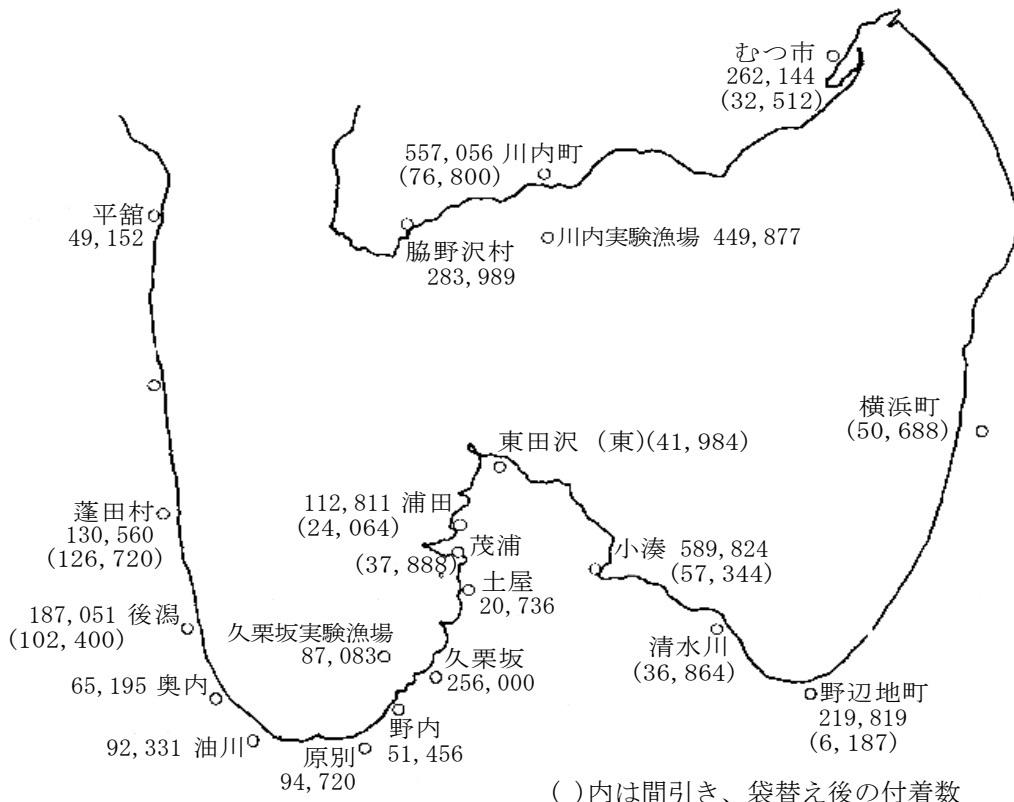 むつ市
262,144
(32,512)
557,056 川内町
(76,800)
平舘
49,152
脇野沢村
283,989
川内実験漁場 449,877
横浜町
(50,688)
東田沢 (東)(41,984)
112,811 浦田
(24,064)
(37,888)
茂浦
蓬田村
130,560
(126,720)
小湊 589,824
(57,344)
土屋
20,736
187,051 後潟
(102,400)
久栗坂実験漁場
87,083
清水川
(36,864)
久栗坂
256,000
65,195 奥内
野辺地町
219,819
(6,187)
野内
51,456
92,331 油川
原別
94,720
( )内は間引き、袋替え後の付着数